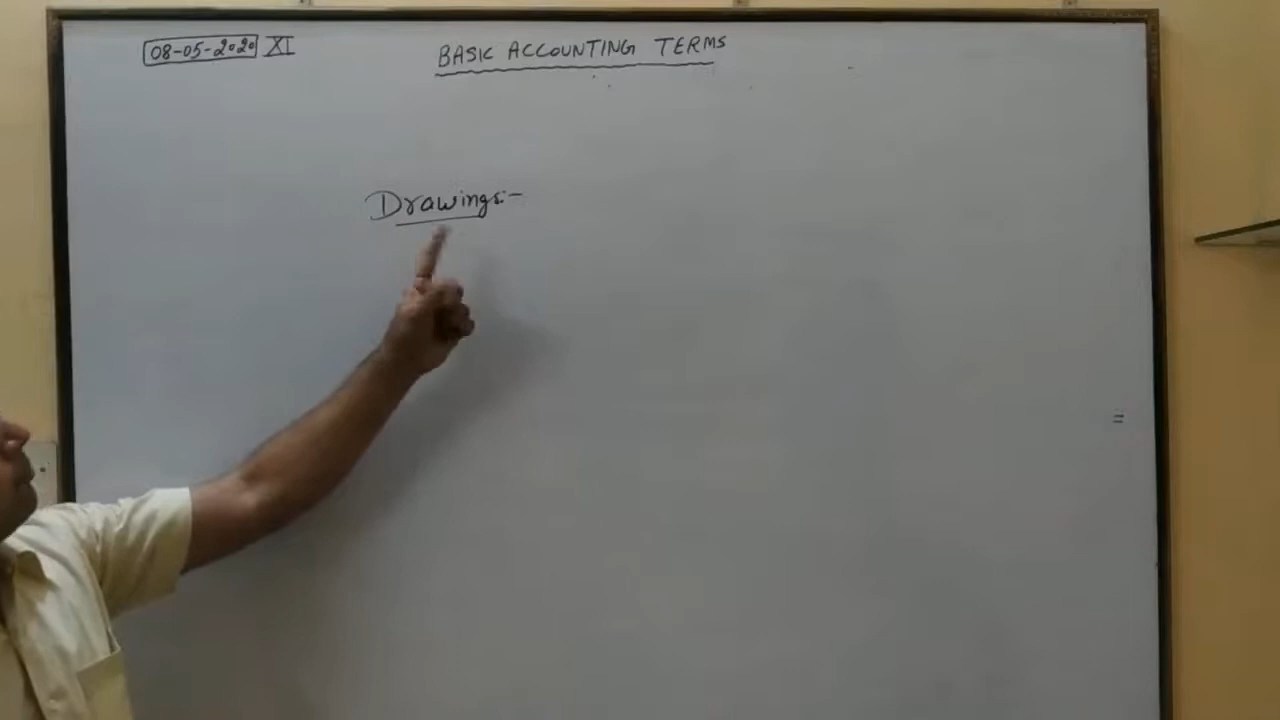 08-05-2020 XI
BASIC ACCOUNTING TERMS
Drawings:-
=